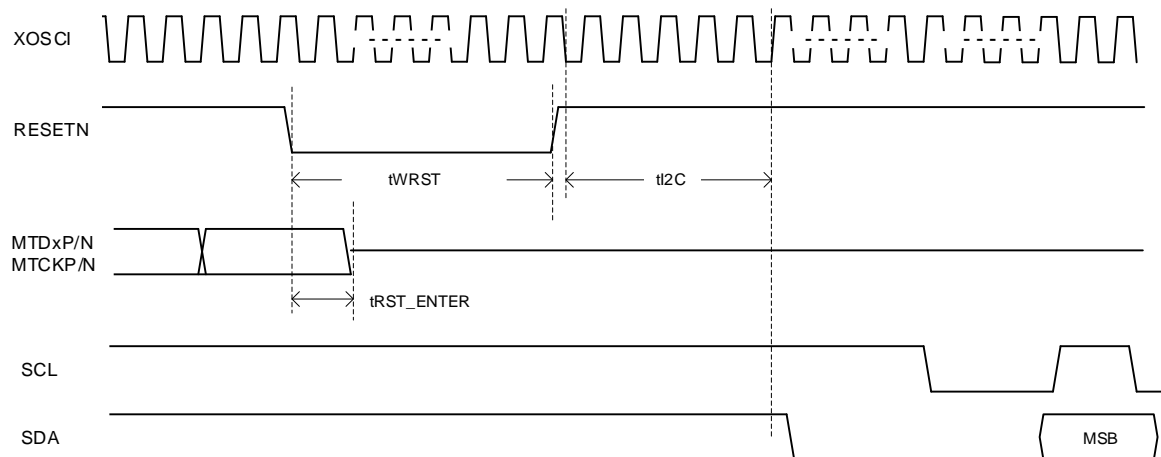 XOSCI
RESETN
tWRST
tI2C
MTDxP/N
MTCKP/N
tRST_ENTER
SCL
SDA
MSB